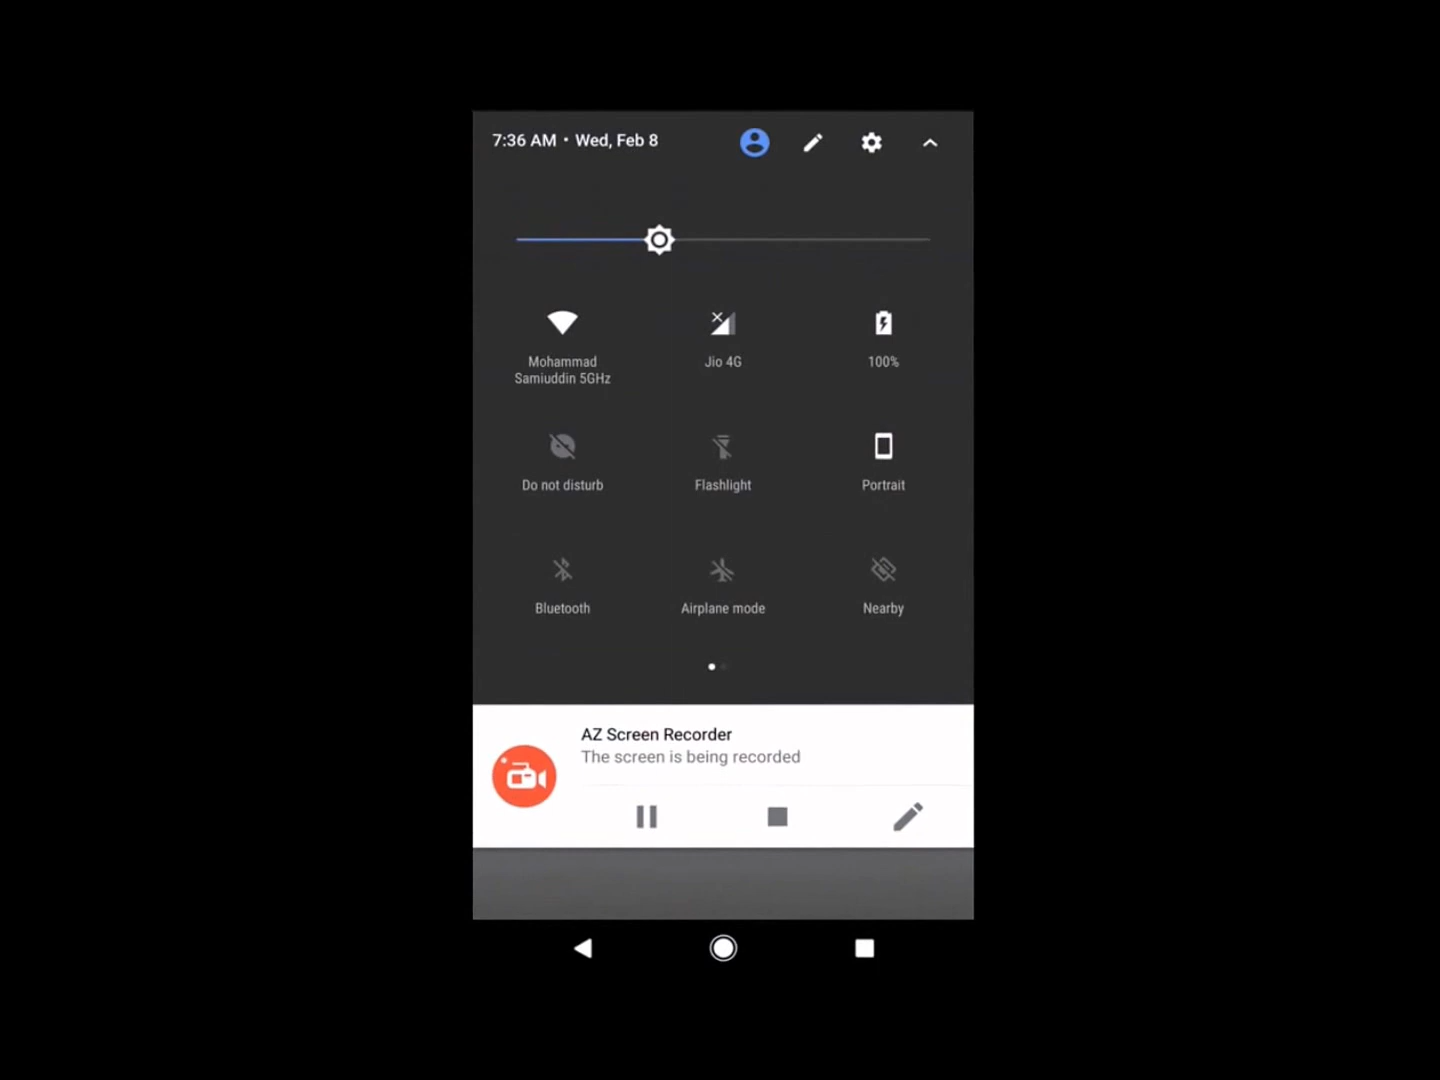 7:36 AM • Wed, Feb 8
Mohammad
Samiuddin 5GHz
Jio 4G
100%
Do not disturb
Flashlight
Portrait
Bluetooth
Airplane mode
Nearby
AZ Screen Recorder
The screen is being recorded